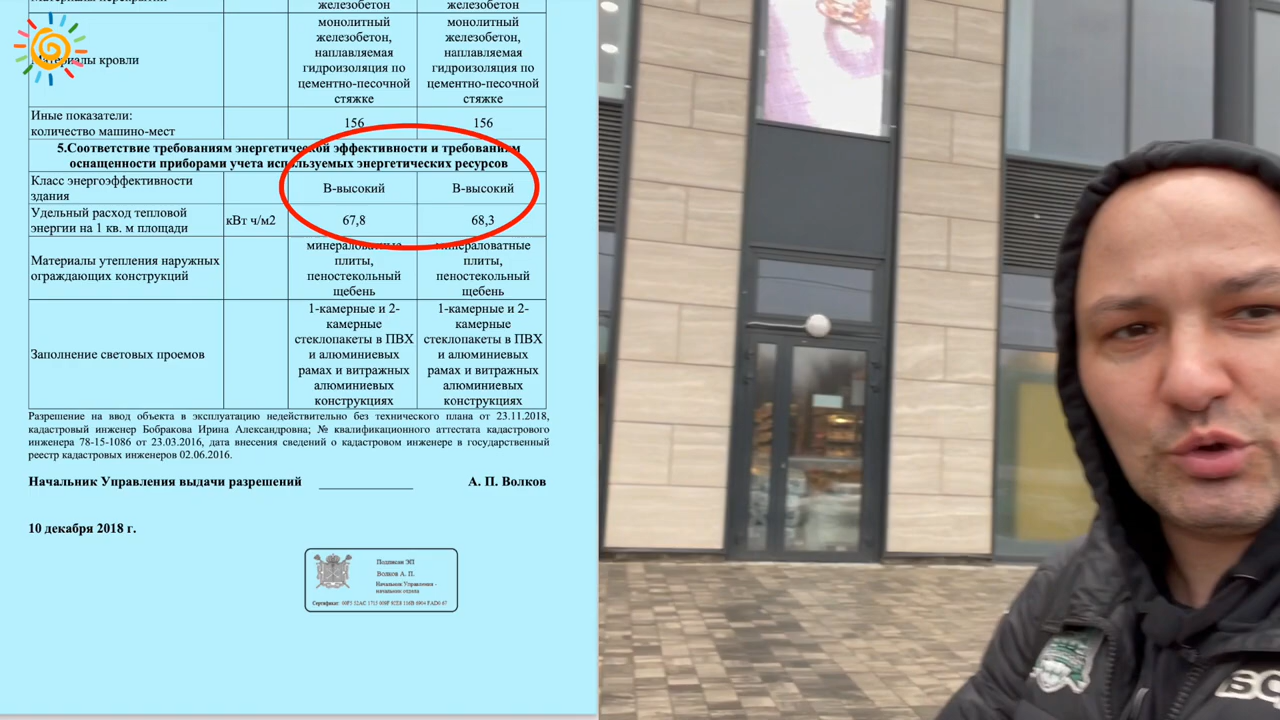 железобетон железобетон
монолитный железобетон, наплавляемая гидроизоляция по цементно-песочной стяжке
монолитный железобетон, наплавляемая гидроизоляция по цементно-песочной стяжке
кровли
Иные показатели:
количество машино-мест
156 156
5.Соответствие требованиям энергетической эффективности и требованиям
оснащенности приборами учета используемых энергетических ресурсов
Класс энергоэффективности
здания
В-высокий В-высокий
Удельный расход тепловой
энергии на 1 кв. м площади
кВт ч/м2 67,8 68,3
Материалы утепления наружных
ограждающих конструкций
минераловатные
плиты,
пеностекольный
щебень
минераловатные
плиты,
пеностекольный
щебень
Заполнение световых проемов
1-камерные и 2-
камерные
стеклопакеты в ПВХ
и алюминиевых
рамах и витражных
алюминиевых
конструкциях
1-камерные и 2-
камерные
стеклопакеты в ПВХ
и алюминиевых
рамах и витражных
алюминиевых
конструкциях
Разрешение на ввод объекта в эксплуатацию недействительно без технического плана от 23.11.2018,
кадастровый инженер Бобракова Ирина Александровна; № квалификационного аттестата кадастрового
инженера 78-15-1086 от 23.03.2016, дата внесения сведений о кадастровом инженере в государственный
реестр кадастровых инженеров 02.06.2016.
Начальник Управления выдачи разрешений А. П. Волков
10 декабря 2018 г.
Подписан ЭП
Волков А. П.
Начальник Управления -
начальник отдела
Сертификат: